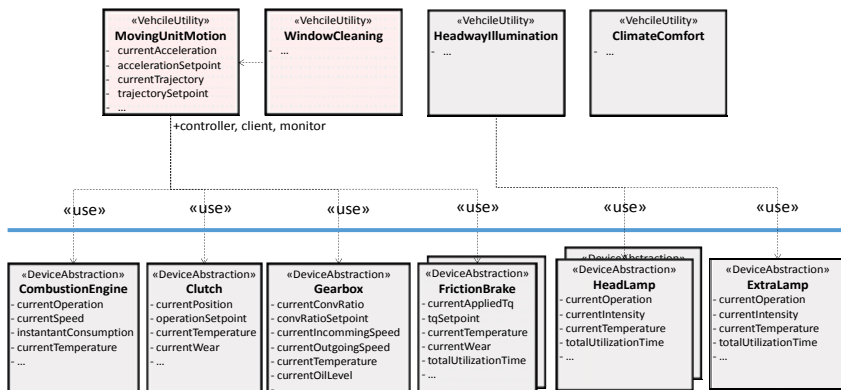 «VehcileUtility»
MovingUnitMotion
- currentAcceleration
- accelerationSetpoint
- currentTrajectory
- trajectorySetpoint
- ...
«VehcileUtility»
WindowCleaning
- ...
«VehcileUtility»
HeadwayIllumination
- ...
«VehcileUtility»
ClimateComfort
- ...
+controller, client, monitor
«use»
«use»
«use»
«use»
«use»
«use»
«DeviceAbstraction»
CombustionEngine
- currentOperation
- currentSpeed
- instantConsumption
- currentTemperature
- ...
«DeviceAbstraction»
Clutch
- currentPosition
- operationSetpoint
- currentTemperature
- currentWear
- ...
«DeviceAbstraction»
Gearbox
- currentConvRatio
- convRatioSetpoint
- currentIncommingSpeed
- currentOutgoingSpeed
- currentTemperature
- currentOilLevel
«DeviceAbstraction»
FrictionBrake
- currentAppliedTq
- tqSetpoint
- currentTemperature
- currentWear
- totalUtilizationTime
- ...
«DeviceAbstraction»
«DeviceAbstraction»
HeadLamp
- currentOperation
- currentIntensity
- currentTemperature
- totalUtilizationTime
- ...
«DeviceAbstraction»
ExtraLamp
- currentOperation
- currentIntensity
- currentTemperature
- totalUtilizationTime
- ...